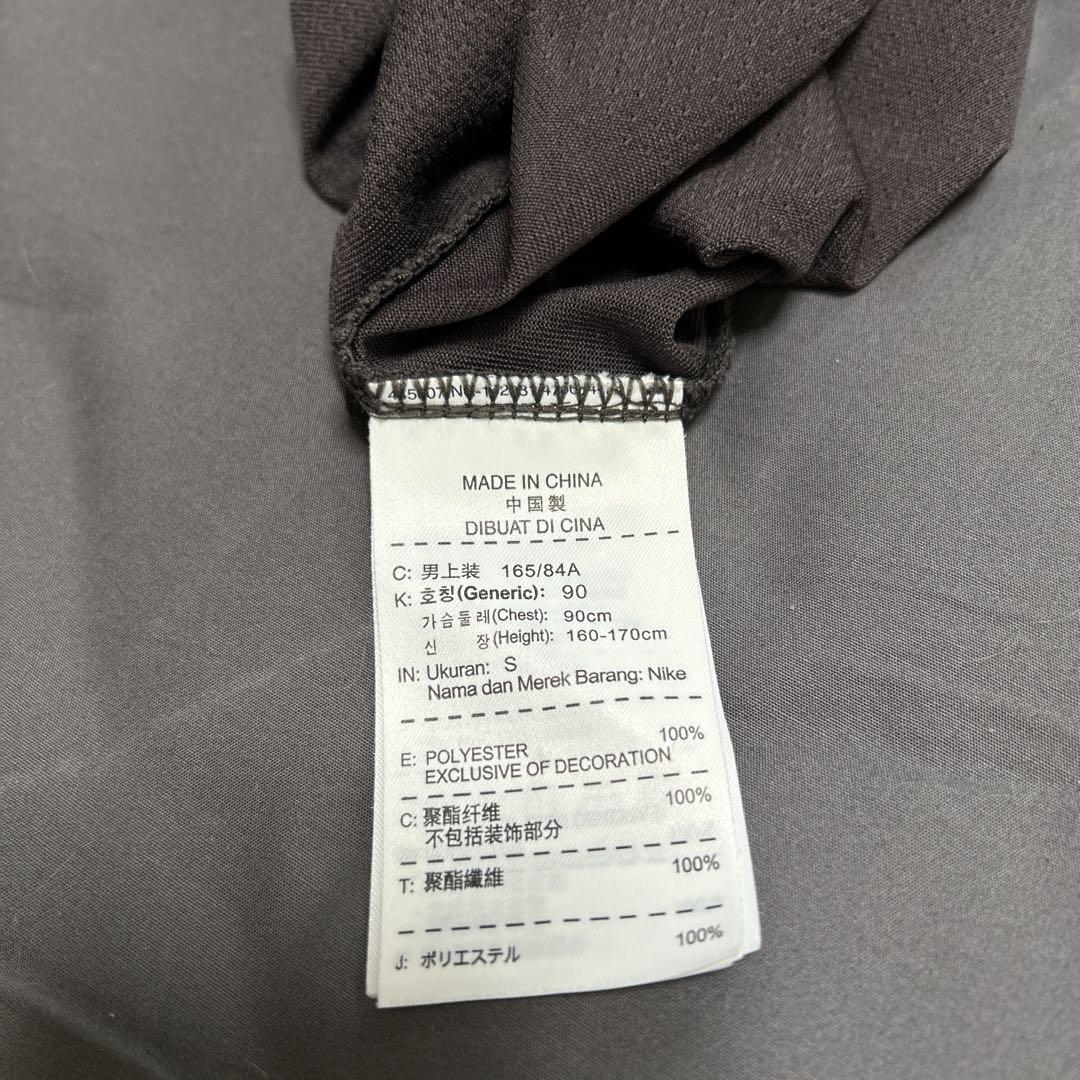 MADE IN CHINA
中国製
DIBUAT DI CINA
C: 男上装 165/84A
K: 호칭(Generic): 90
가슴둘레(Chest): 90cm
신 장(Height): 160-170cm
IN: Ukuran: S
Nama dan Merek Barang: Nike
E: POLYESTER 100%
EXCLUSIVE OF DECORATION
C: 聚酯纤维 100%
不包括装饰部分
T: 聚酯纖維 100%
J: ポリエステル 100%